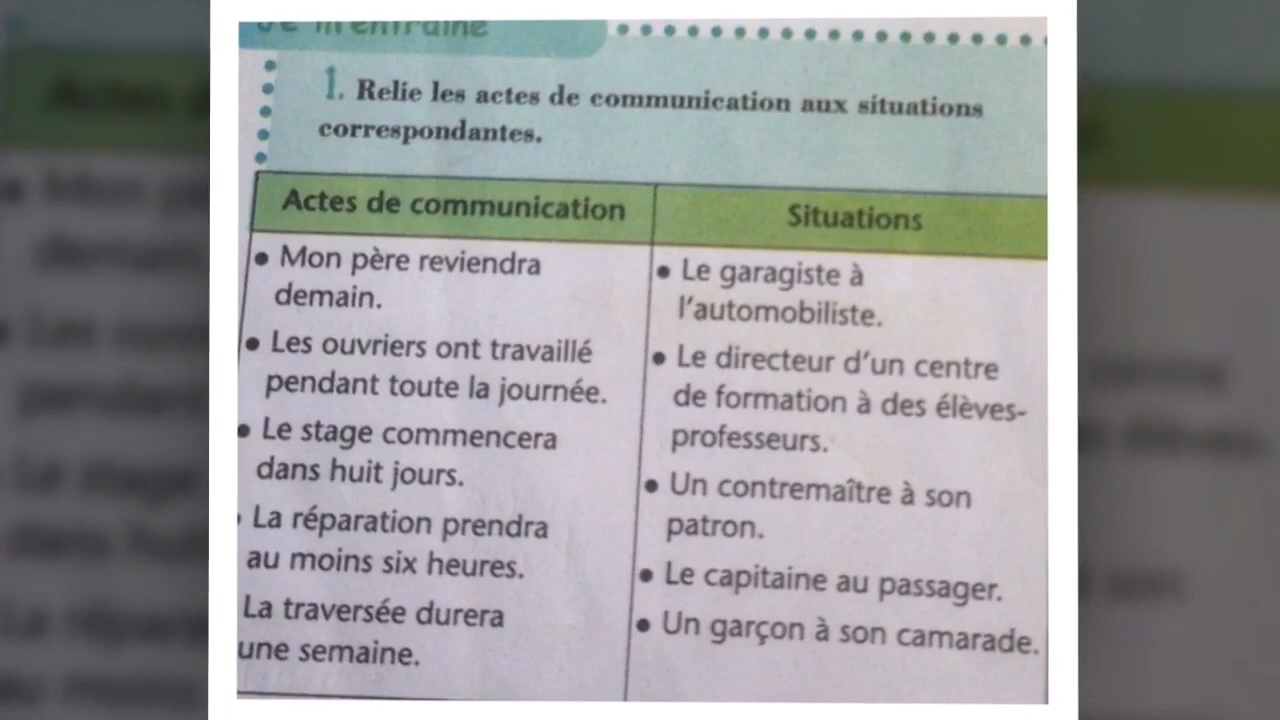 Je m'entraîne
1. Relie les actes de communication aux situations
correspondantes.
Actes de communication
Situations
• Mon père reviendra
demain.
• Les ouvriers ont travaillé
pendant toute la journée.
• Le stage commencera
dans huit jours.
• La réparation prendra
au moins six heures.
La traversée durera
une semaine.
• Le garagiste à
l'automobiliste.
• Le directeur d'un centre
de formation à des élèves-
professeurs.
• Un contremaître à son
patron.
• Le capitaine au passager.
• Un garçon à son camarade.